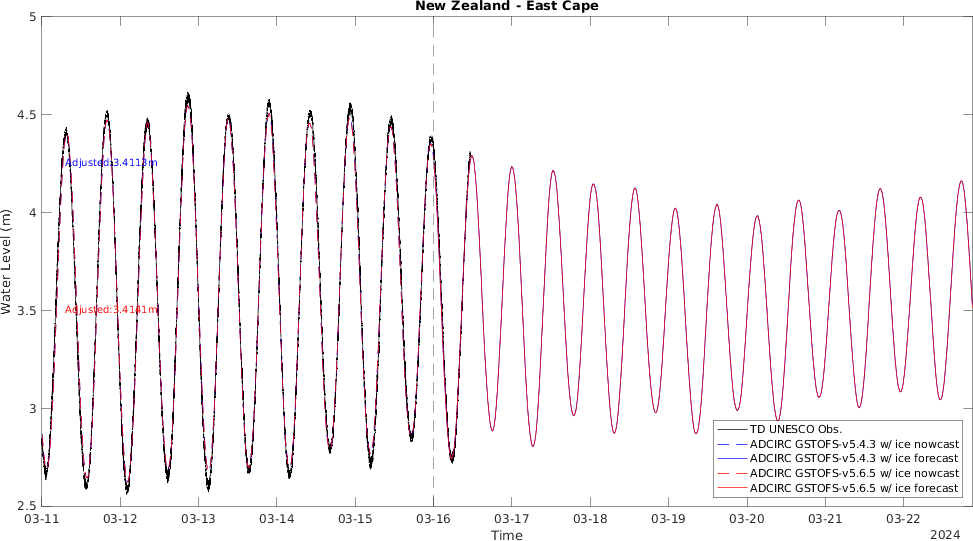 New Zealand - East Cape
5
4.5
4
3.5
3
2.5
Water Level (m)
Adjusted:3.4113m
Adjusted:3.4141m
TD UNESCO Obs.
ADCIRC GSTOFS-v5.4.3 w/ ice nowcast
ADCIRC GSTOFS-v5.4.3 w/ ice forecast
ADCIRC GSTOFS-v5.6.5 w/ ice nowcast
ADCIRC GSTOFS-v5.6.5 w/ ice forecast
03-11 03-12 03-13 03-14 03-15 03-16 03-17 03-18 03-19 03-20 03-21 03-22
Time
2024